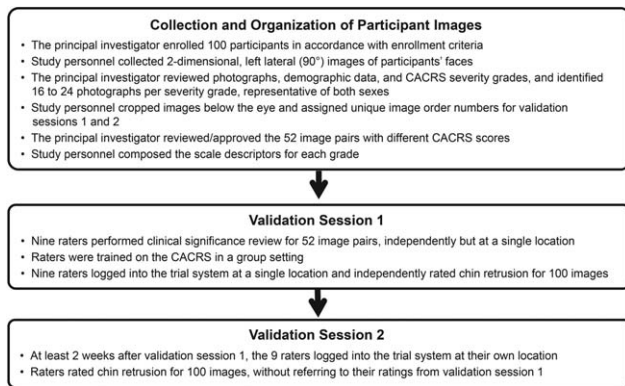 Collection and Organization of Participant Images
• The principal investigator enrolled 100 participants in accordance with enrollment criteria
• Study personnel collected 2-dimensional, left lateral (90°) images of participants' faces
• The principal investigator reviewed photographs, demographic data, and CACRS severity grades, and identified
16 to 24 photographs per severity grade, representative of both sexes
• Study personnel cropped images below the eye and assigned unique image order numbers for validation
sessions 1 and 2
• The principal investigator reviewed/approved the 52 image pairs with different CACRS scores
• Study personnel composed the scale descriptors for each grade
Validation Session 1
• Nine raters performed clinical significance review for 52 image pairs, independently but at a single location
• Raters were trained on the CACRS in a group setting
• Nine raters logged into the trial system at a single location and independently rated chin retrusion for 100 images
Validation Session 2
• At least 2 weeks after validation session 1, the 9 raters logged into the trial system at their own location
• Raters rated chin retrusion for 100 images, without referring to their ratings from validation session 1